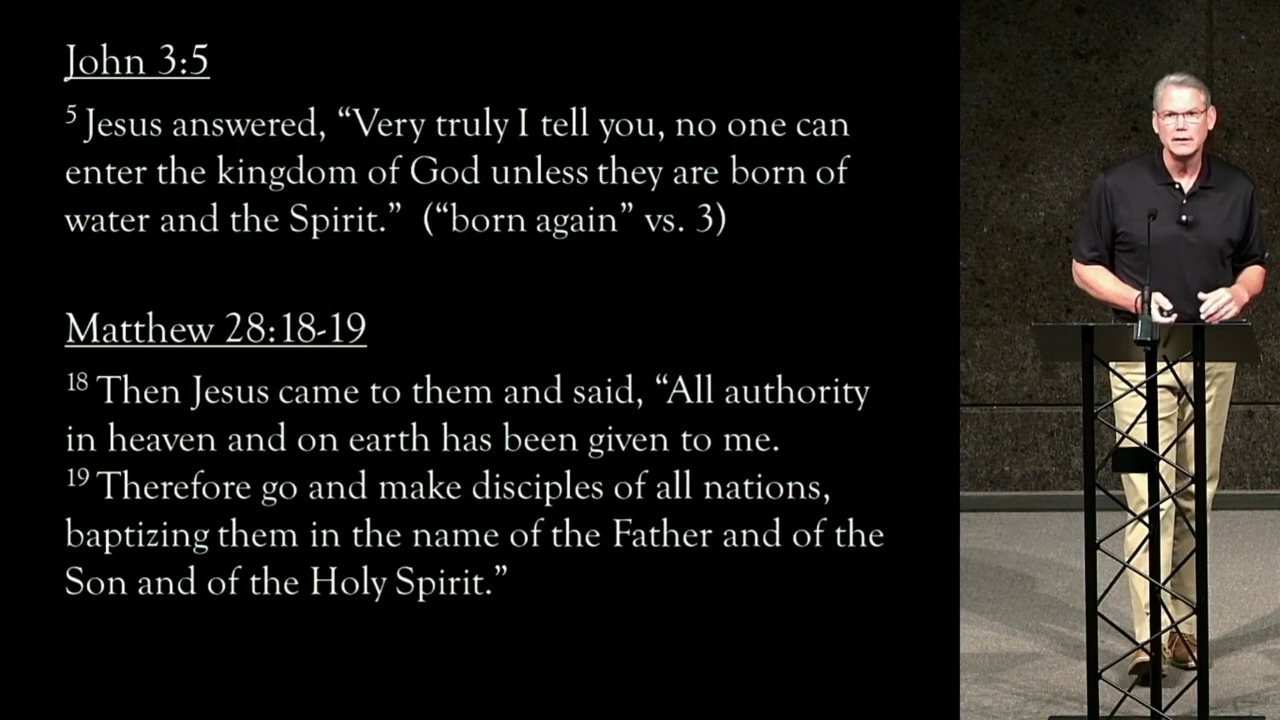 John 3:5
5 Jesus answered, “Very truly I tell you, no one can
enter the kingdom of God unless they are born of
water and the Spirit.” (“born again” vs. 3)
Matthew 28:18-19
18 Then Jesus came to them and said, “All authority
in heaven and on earth has been given to me.
19 Therefore go and make disciples of all nations,
baptizing them in the name of the Father and of the
Son and of the Holy Spirit.”